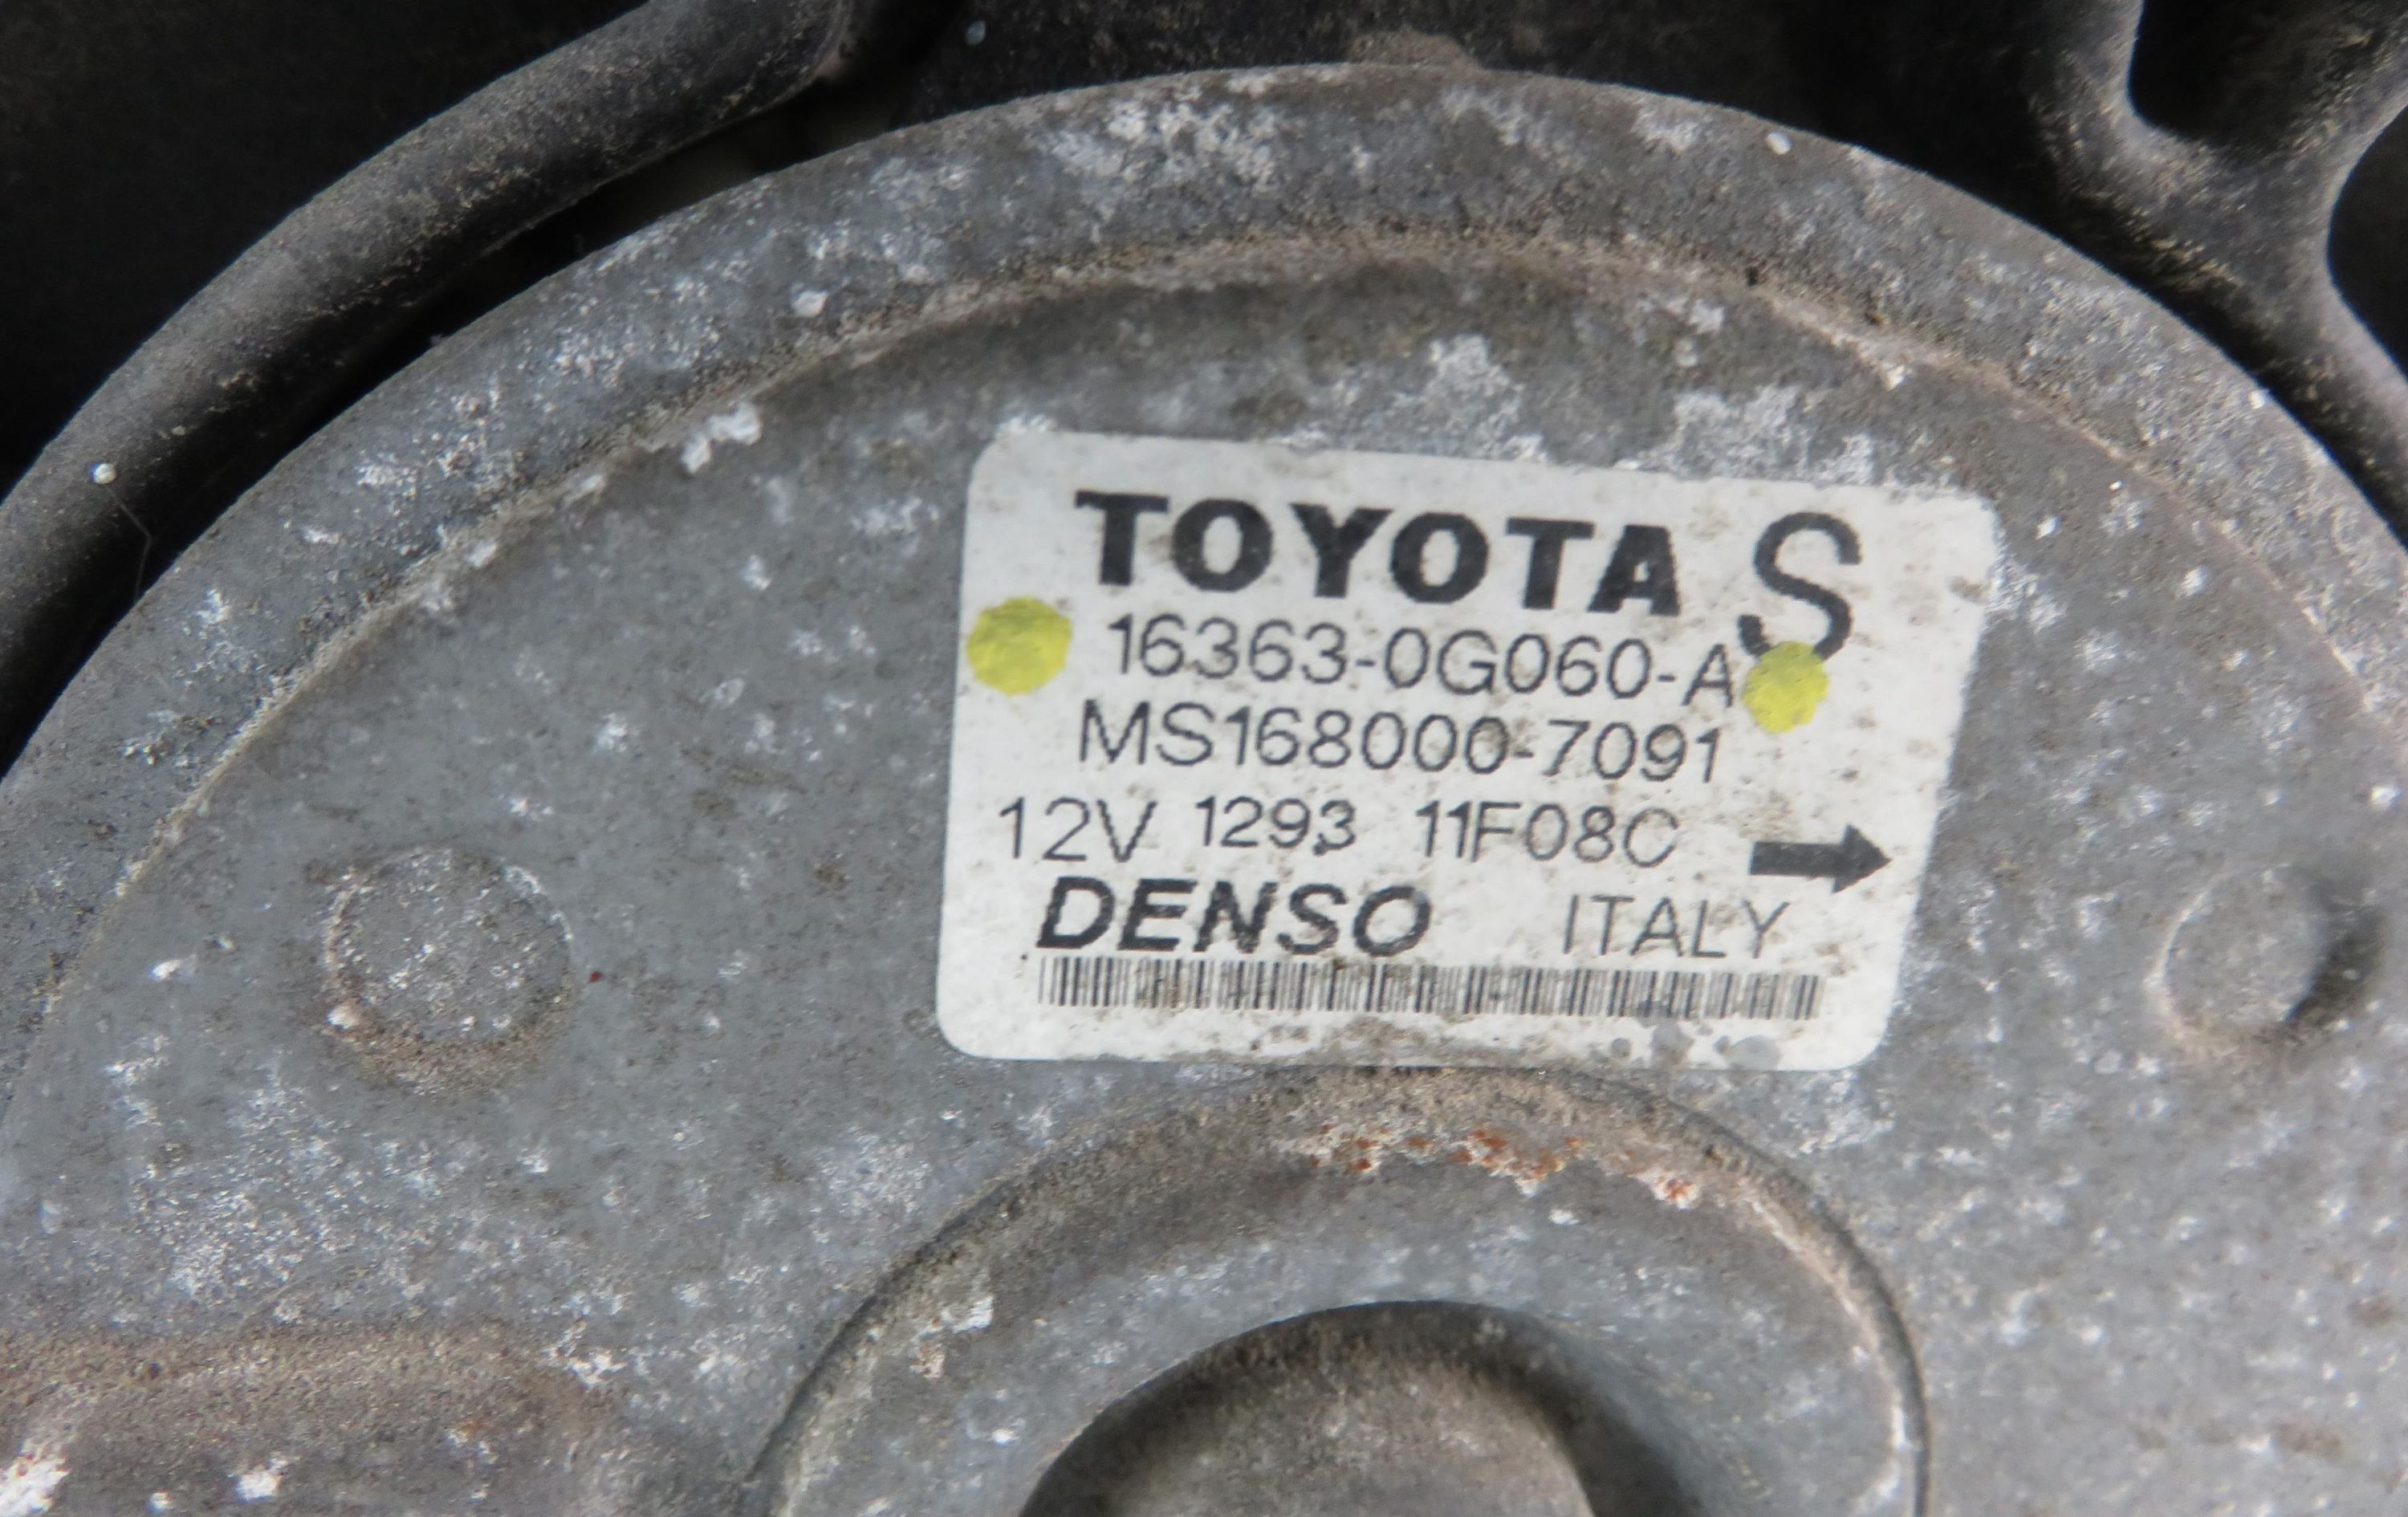 TOYOTA S
16363-0G060-A
MS168000-7091
12V 1293 11F08C
DENSO ITALY